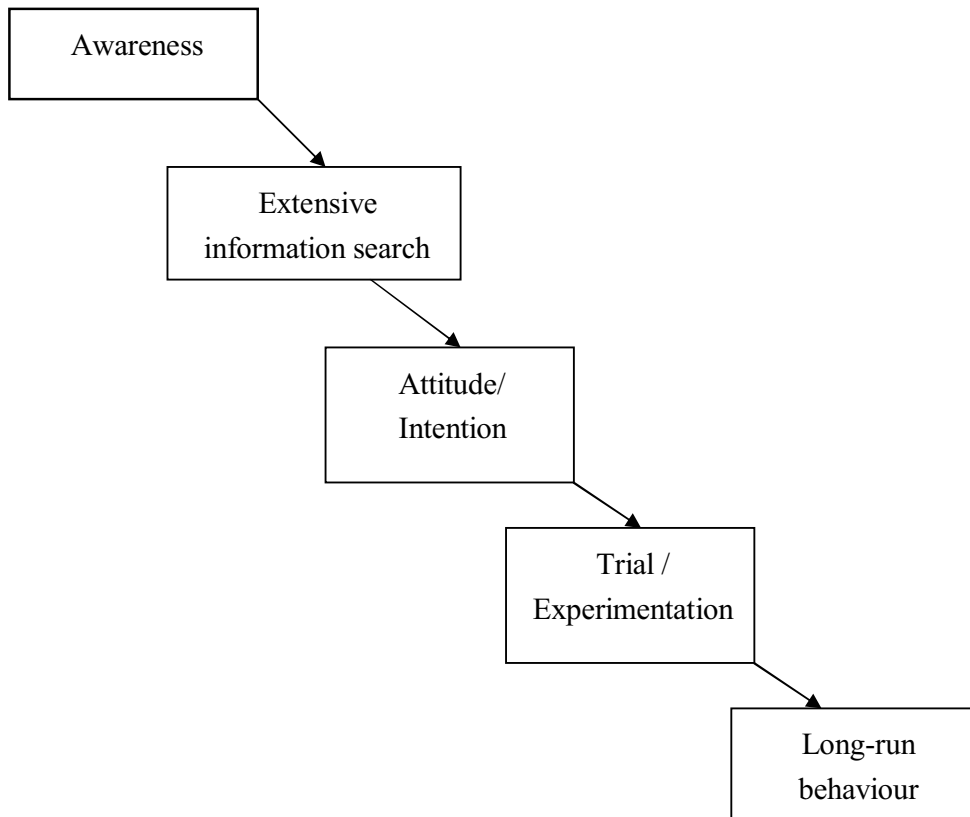 Awareness
Extensive
information search
Attitude/
Intention
Trial /
Experimentation
Long-run
behaviour